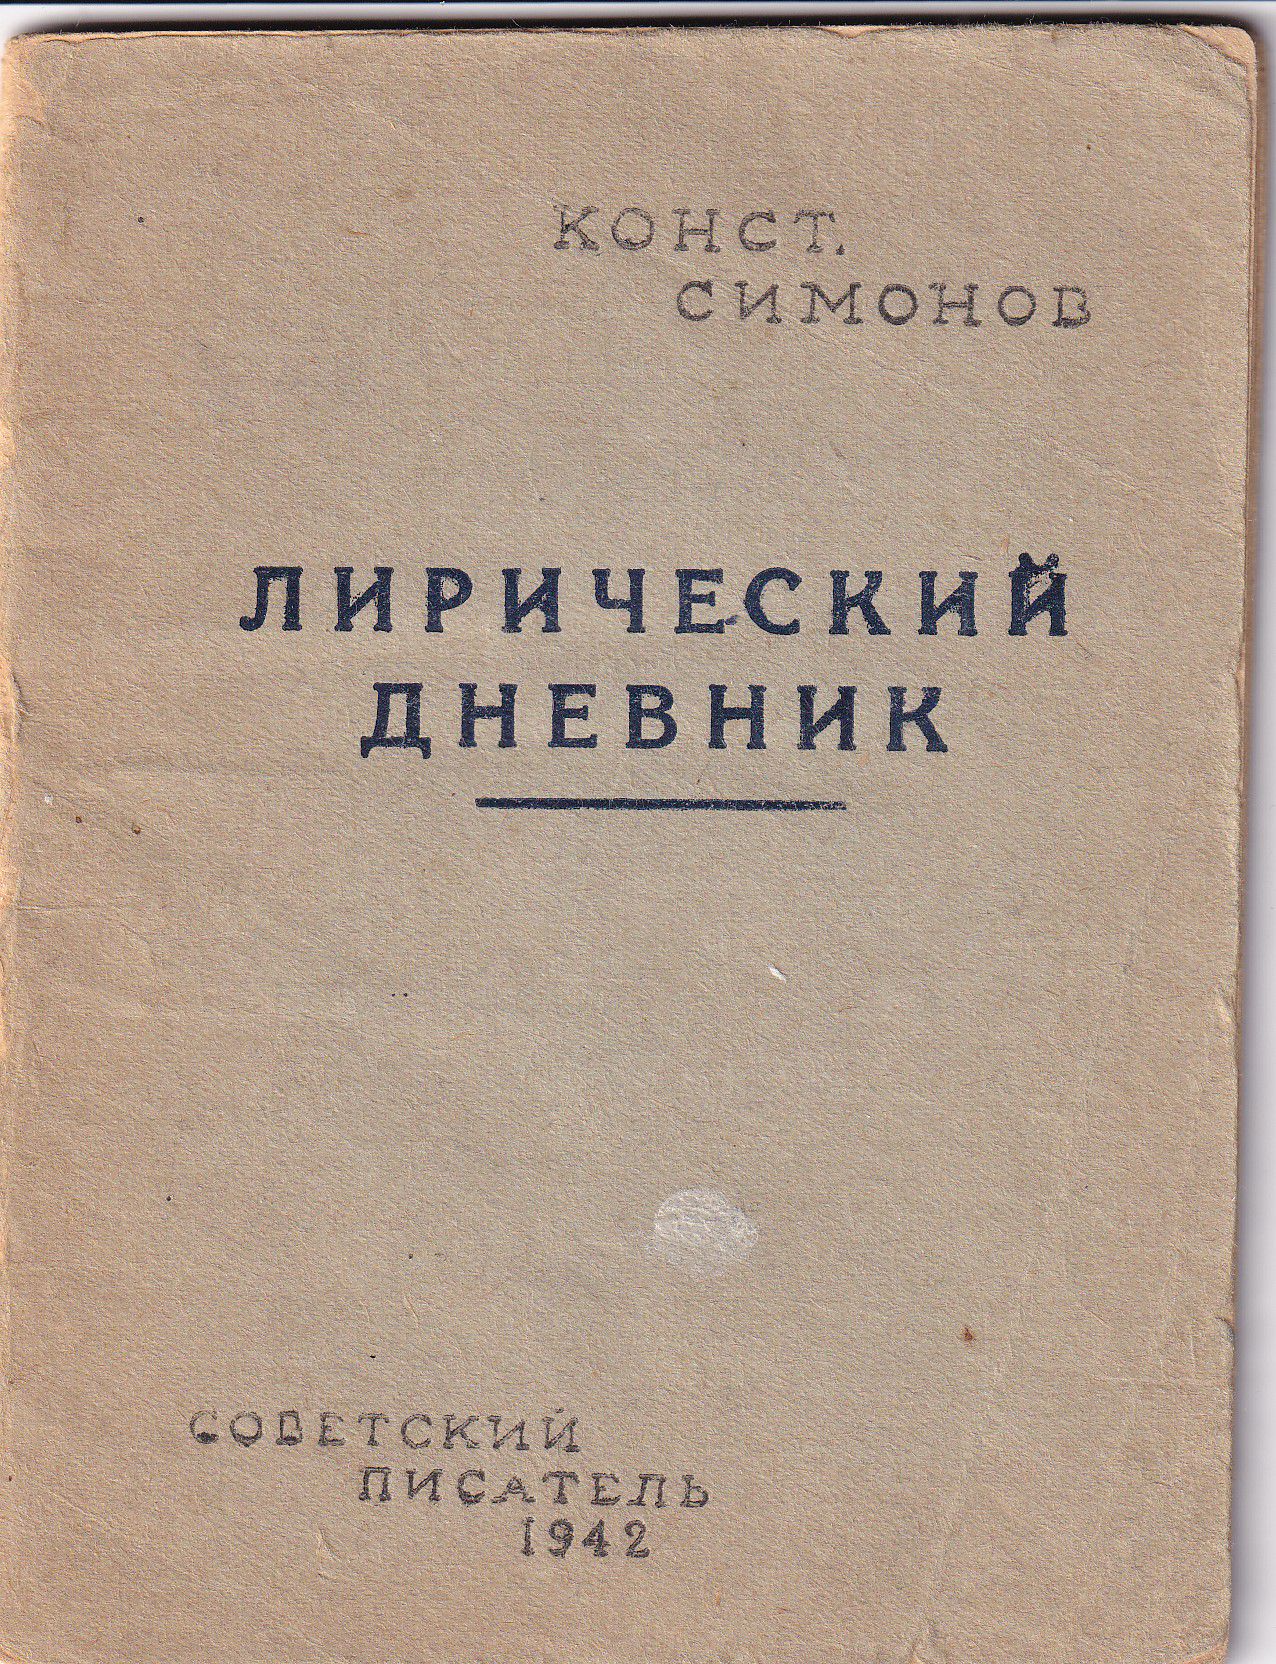 КОНСТ.
СИМОНОВ
ЛИРИЧЕСКИЙ
ДНЕВНИК
СОВЕТСКИЙ
ПИСАТЕЛЬ
1942